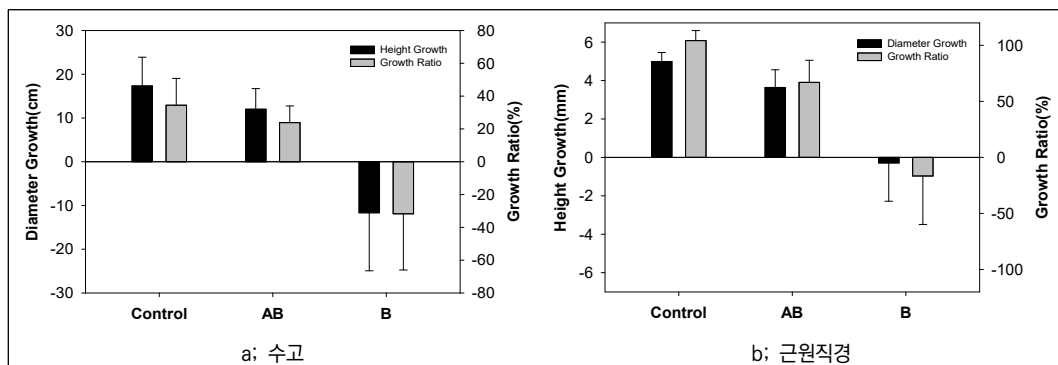 Diameter Growth(cm)
30
20
10
0
-10
-20
-30
Height Growth
Growth Ratio
80
60
40
20
0
-20
-40
-60
-80
Growth Ratio(%)
Control AB B
a; 수고
Height Growth(mm)
6
4
2
0
-2
-4
-6
Diameter Growth
Growth Ratio
100
50
0
-50
-100
Growth Ratio(%)
Control AB B
b; 근원직경